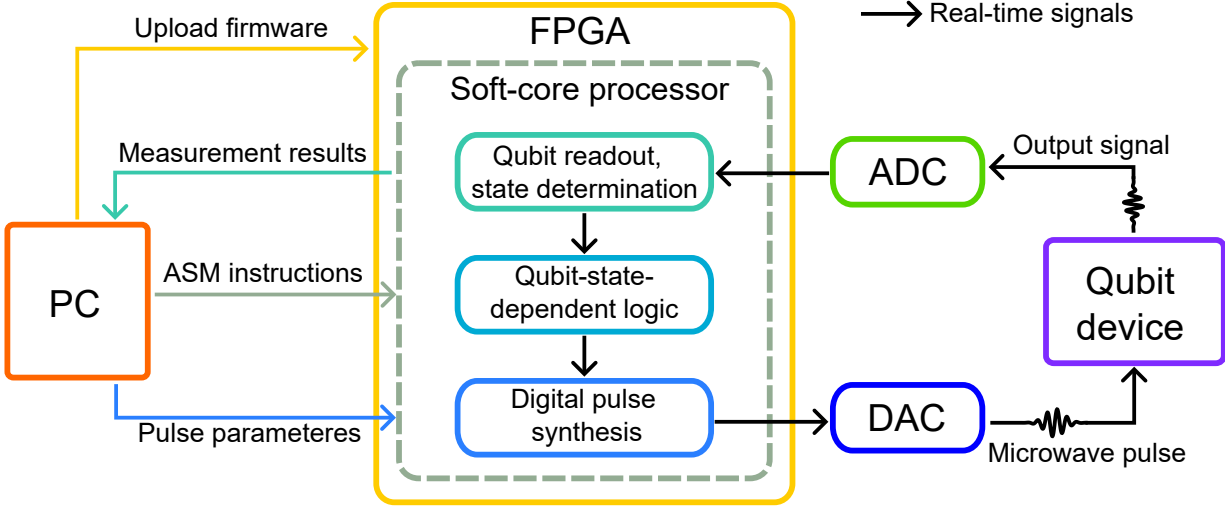 Upload firmware
FPGA
Real-time signals
Soft-core processor
Measurement results
Qubit readout,
state determination
ADC
Output signal
PC
ASM instructions
Qubit-state-
dependent logic
Qubit
device
Pulse parameteres
Digital pulse
synthesis
DAC
Microwave pulse